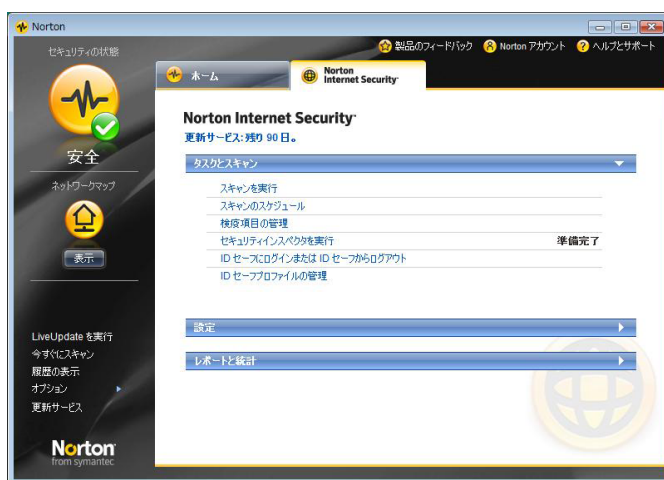 Norton
セキュリティの状態
製品のフィードバック Norton アカウント ヘルプとサポート
ホーム
Norton
Internet Security
Norton Internet Security
更新サービス: 残り 90 日。
安全
タスクとスキャン
ネットワークマップ
スキャンを実行
スキャンのスケジュール
検疫項目の管理
セキュリティインスペクタを実行 準備完了
表示
ID セーフにログインまたは ID セーフからログアウト
ID セーフプロファイルの管理
設定
LiveUpdate を実行
今すぐにスキャン
レポートと統計
履歴の表示
オプション
更新サービス
Norton
from symantec